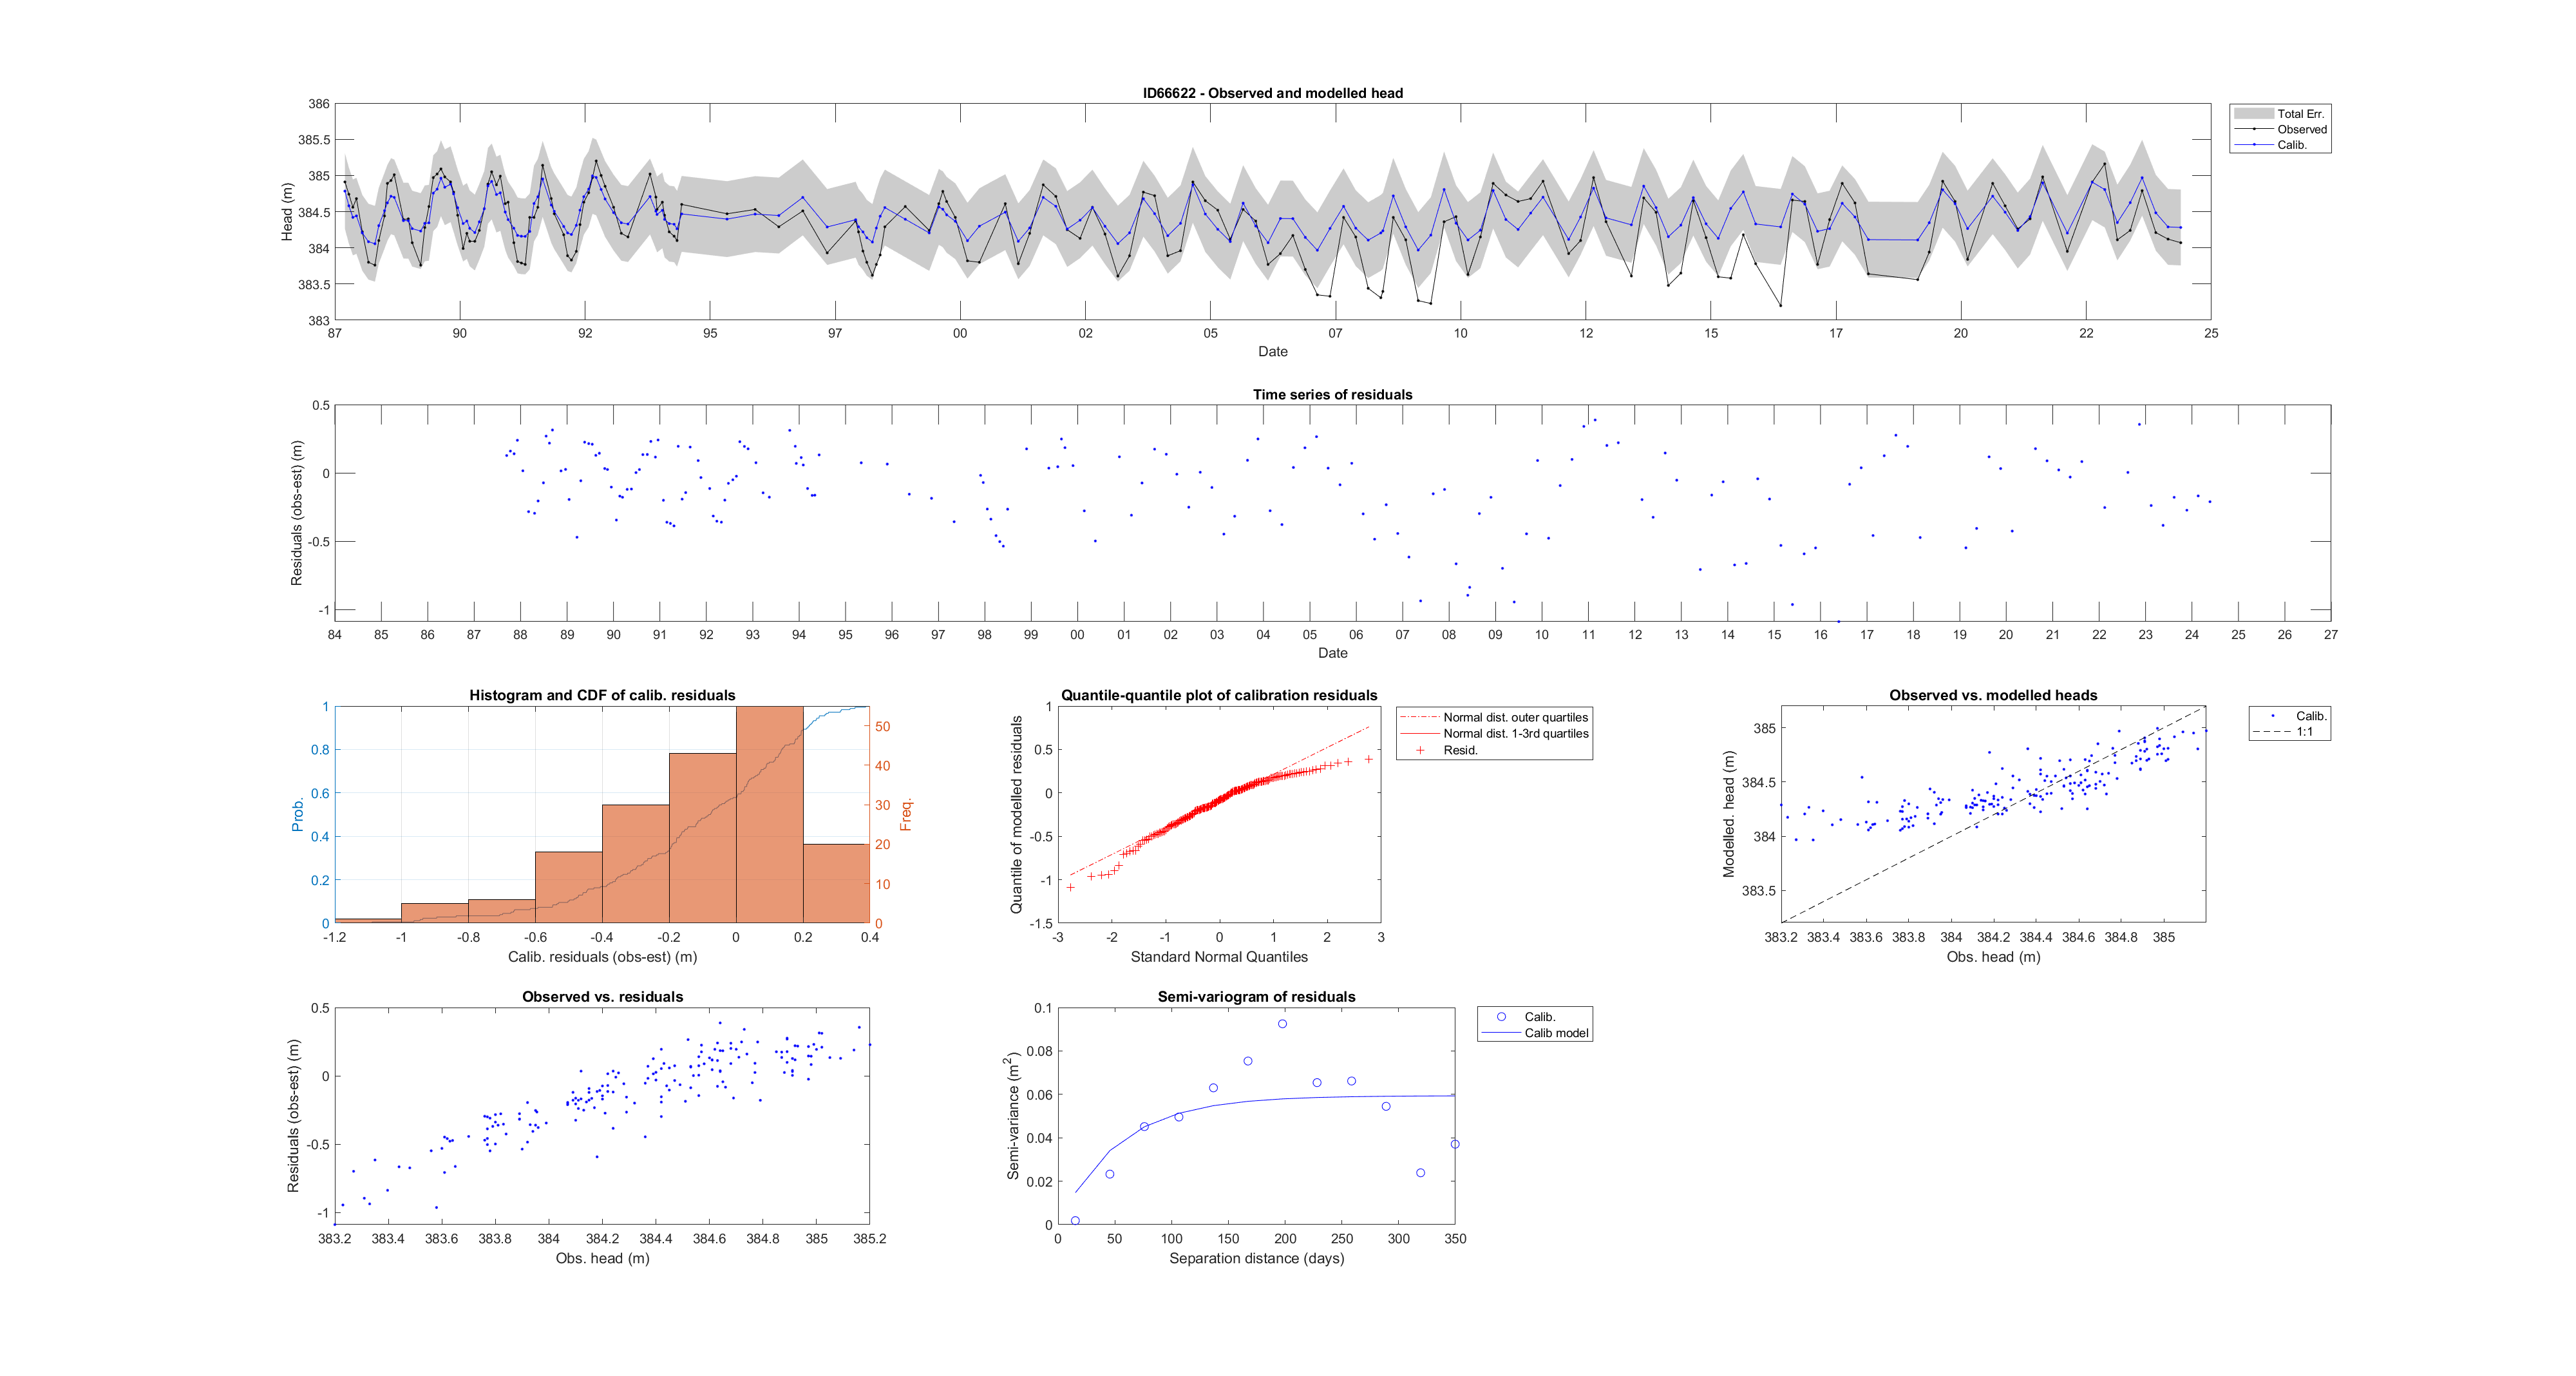 ID66622 - Observed and modelled head
386
385.5
385
384.5
384
383.5
383
Head (m)
87 90 92 95 97 00 02 05 07 10 12 15 17 20 22 25
Date
Total Err.
Observed
Calib.
Time series of residuals
0.5
0
-0.5
-1
Residuals (obs-est) (m)
84 85 86 87 88 89 90 91 92 93 94 95 96 97 98 99 00 01 02 03 04 05 06 07 08 09 10 11 12 13 14 15 16 17 18 19 20 21 22 23 24 25 26 27
Date
Histogram and CDF of calib. residuals
1
0.8
0.6
0.4
0.2
0
Prob.
50
40
30
20
10
0
Freq.
-1.2 -1 -0.8 -0.6 -0.4 -0.2 0 0.2 0.4
Calib. residuals (obs-est) (m)
Quantile-quantile plot of calibration residuals
1
0.5
0
-0.5
-1
-1.5
Quantile of modelled residuals
-3 -2 -1 0 1 2 3
Standard Normal Quantiles
Normal dist. outer quartiles
Normal dist. 1-3rd quartiles
Resid.
Observed vs. modelled heads
385
384.5
384
383.5
Modelled. head (m)
383.2 383.4 383.6 383.8 384 384.2 384.4 384.6 384.8 385
Obs. head (m)
Calib.
1:1
Observed vs. residuals
0.5
0
-0.5
-1
Residuals (obs-est) (m)
383.2 383.4 383.6 383.8 384 384.2 384.4 384.6 384.8 385 385.2
Obs. head (m)
Semi-variogram of residuals
0.1
0.08
0.06
0.04
0.02
0
Semi-variance (m²)
0 50 100 150 200 250 300 350
Separation distance (days)
Calib.
Calib model